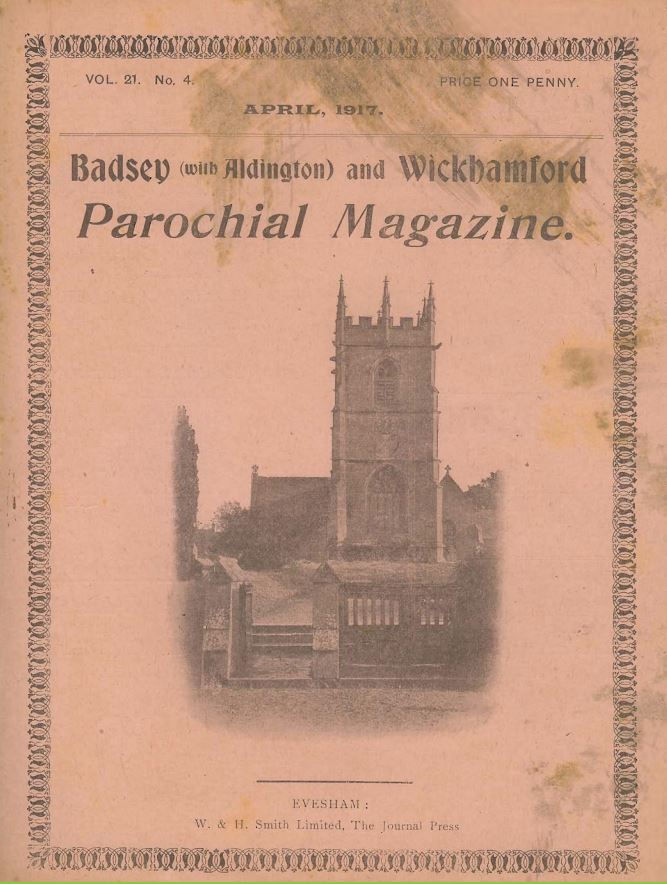 VOL. 21. No. 4. PRICE ONE PENNY.
APRIL, 1917.
Badsey (with Aldington) and Wickhamford
Parochial Magazine.
EVESHAM:
W. & H. Smith Limited, The Journal Press